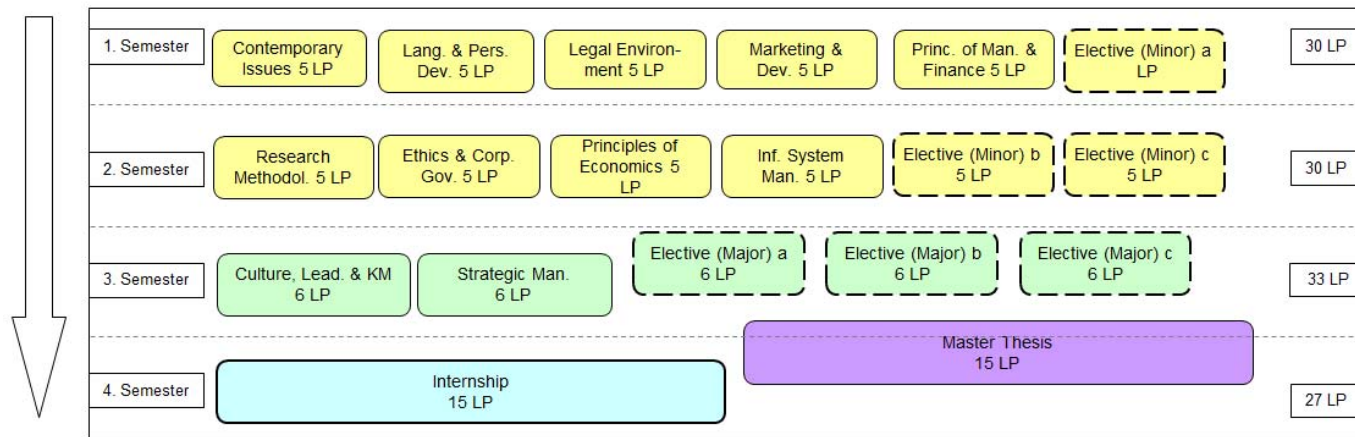 1. Semester
Contemporary
Issues 5 LP
Lang. & Pers.
Dev. 5 LP
Legal Environ-
ment 5 LP
Marketing &
Dev. 5 LP
Princ. of Man. &
Finance 5 LP
Elective (Minor) a
LP
30 LP
2. Semester
Research
Methodol. 5 LP
Ethics & Corp.
Gov. 5 LP
Principles of
Economics 5
LP
Inf. System
Man. 5 LP
Elective (Minor) b
5 LP
Elective (Minor) c
5 LP
30 LP
3. Semester
Culture, Lead. & KM
6 LP
Strategic Man.
6 LP
Elective (Major) a
6 LP
Elective (Major) b
6 LP
Elective (Major) c
6 LP
33 LP
Master Thesis
15 LP
4. Semester
Internship
15 LP
27 LP